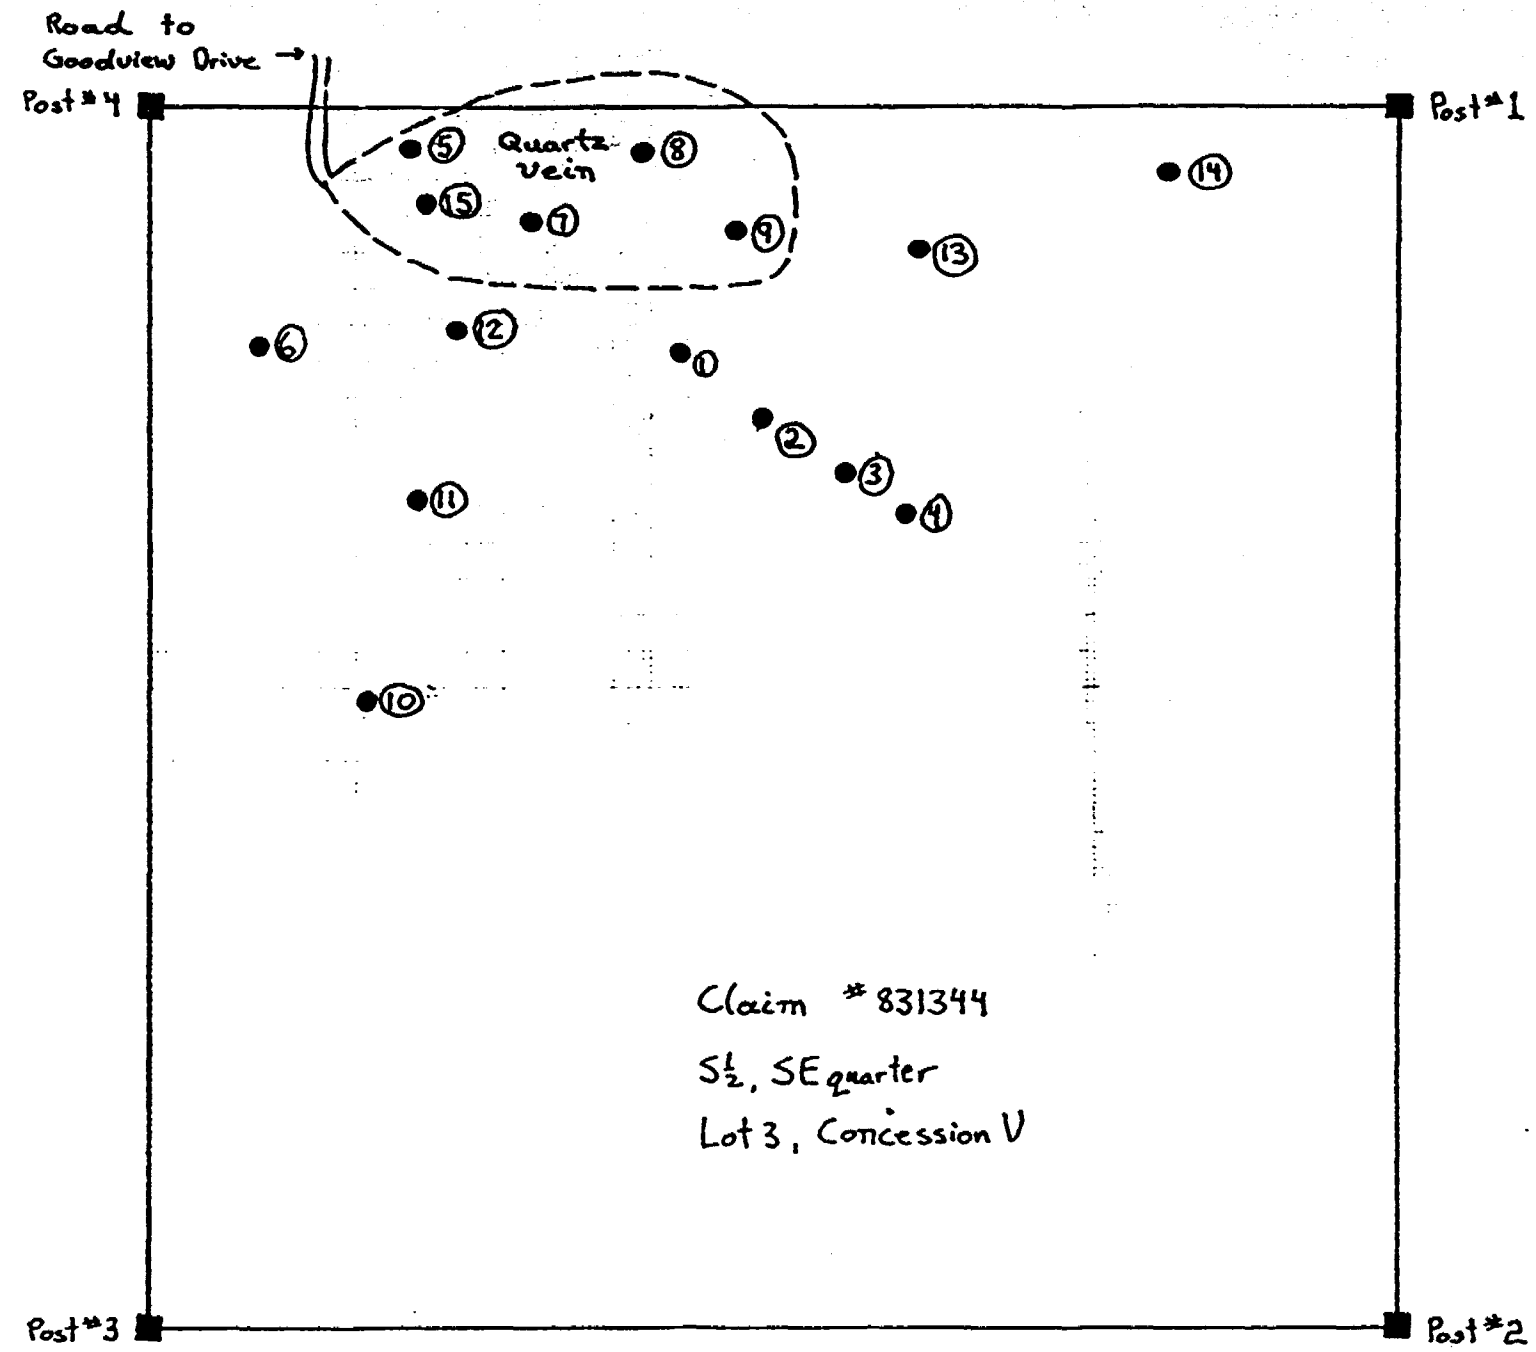 Road to
Goodview Drive →
Post #4
Post #1
5
Quartz
vein
8
14
15
7
9
13
6
12
1
2
3
11
4
10
Claim # 831344
S½, SE quarter
Lot 3, Concession V
Post #3
Post #2